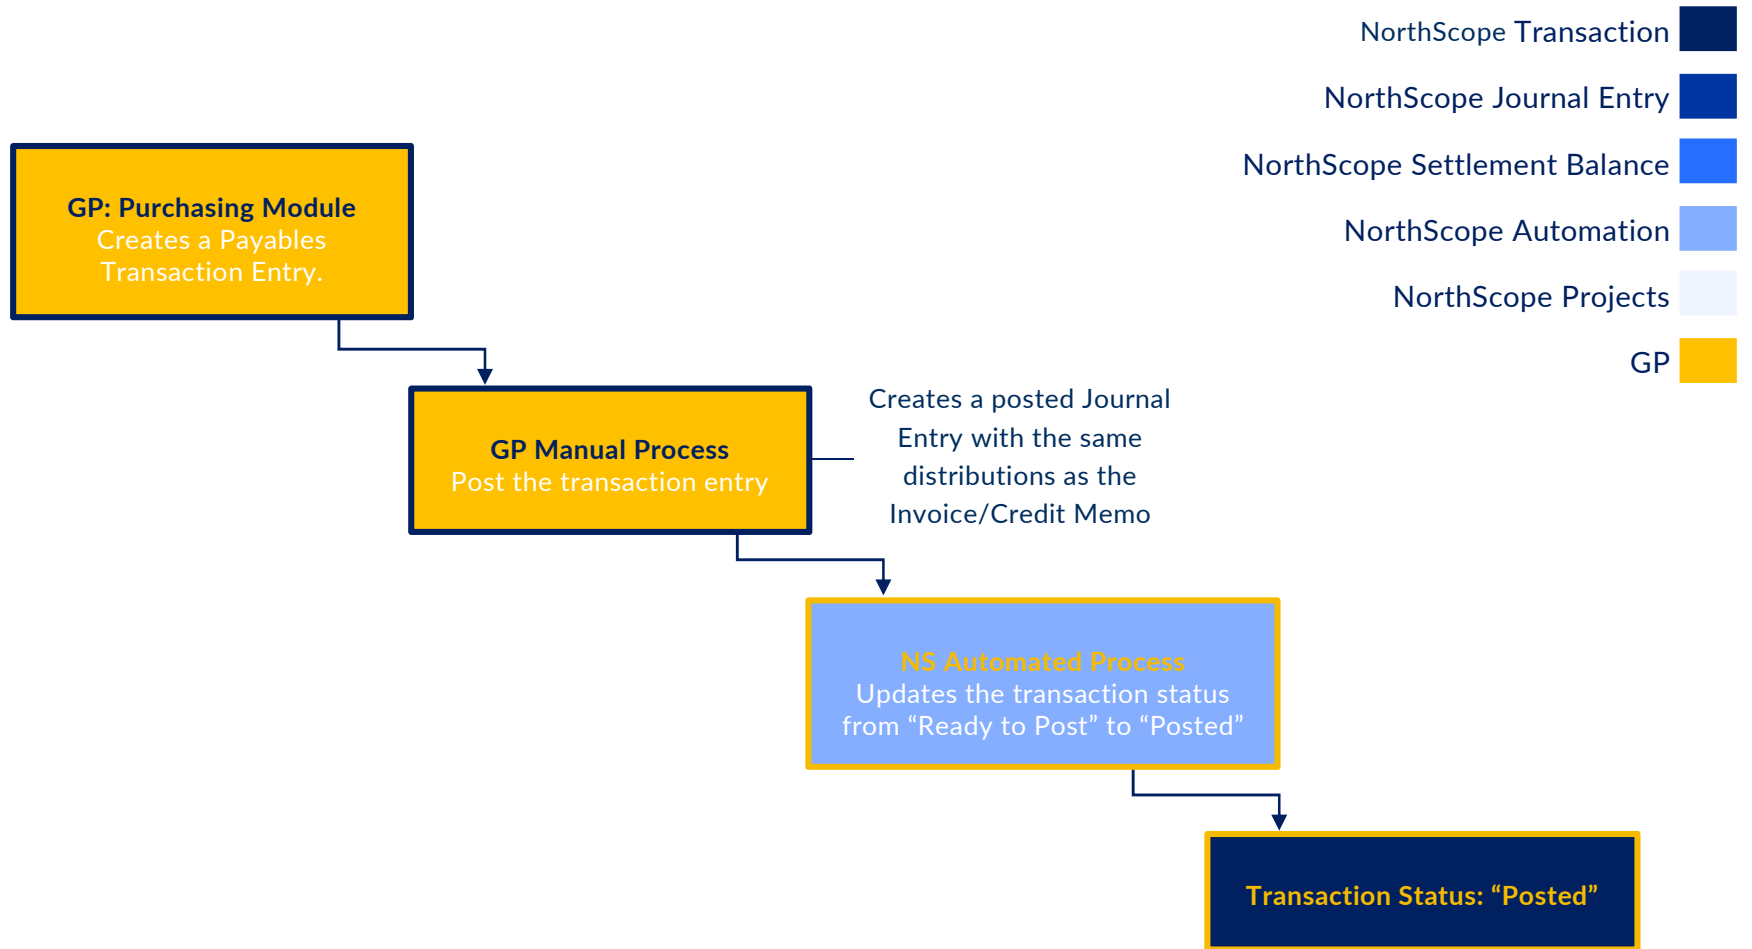 NorthScope Transaction
NorthScope Journal Entry
NorthScope Settlement Balance
NorthScope Automation
NorthScope Projects
GP
GP: Purchasing Module
Creates a Payables
Transaction Entry.
GP Manual Process
Post the transaction entry
Creates a posted Journal
Entry with the same
distributions as the
Invoice/Credit Memo
NS Automated Process
Updates the transaction status
from “Ready to Post” to “Posted”
Transaction Status: “Posted”